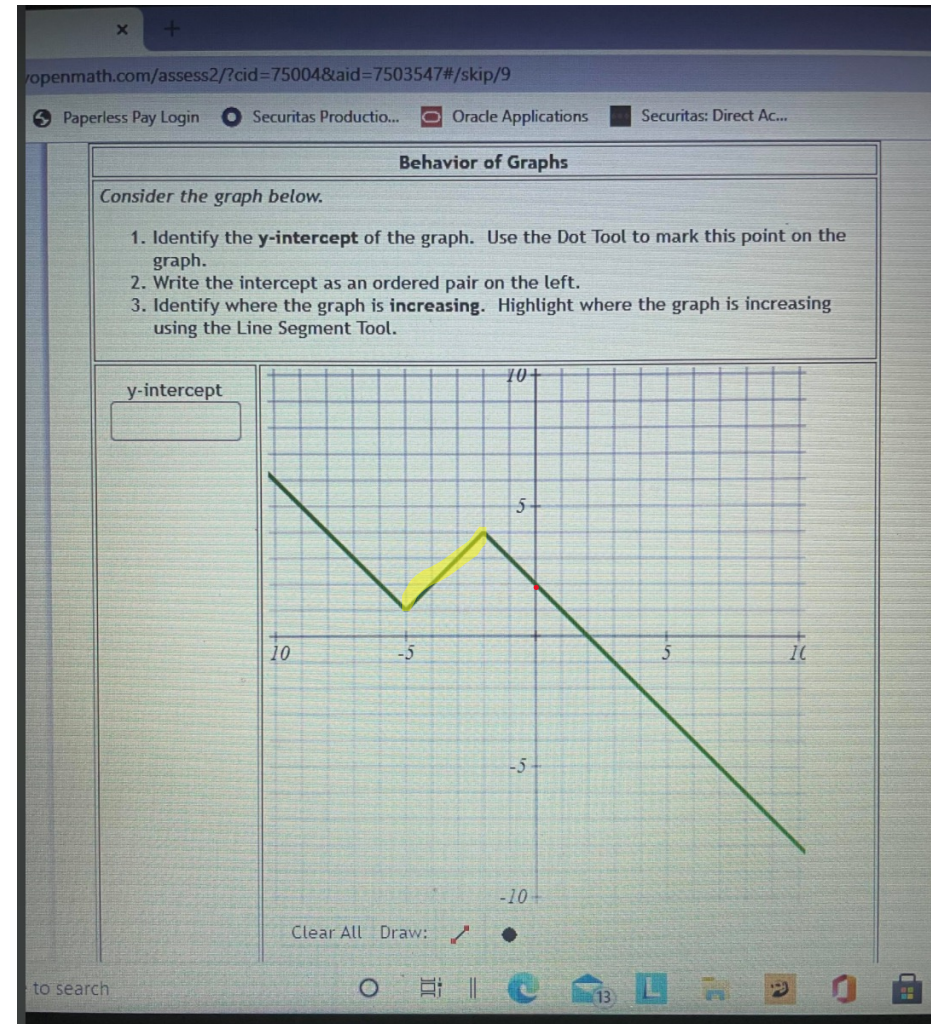 ×
+
yopenmath.com/assess2/?cid=75004&aid=7503547#/skip/9
Paperless Pay Login Securitas Productio... Oracle Applications Securitas: Direct Ac...
Behavior of Graphs
Consider the graph below.
1. Identify the y-intercept of the graph. Use the Dot Tool to mark this point on the
graph.
2. Write the intercept as an ordered pair on the left.
3. Identify where the graph is increasing. Highlight where the graph is increasing
using the Line Segment Tool.
y-intercept
10
5
10 -5 5 10
-5
-10
Clear All Draw:
to search
13
L